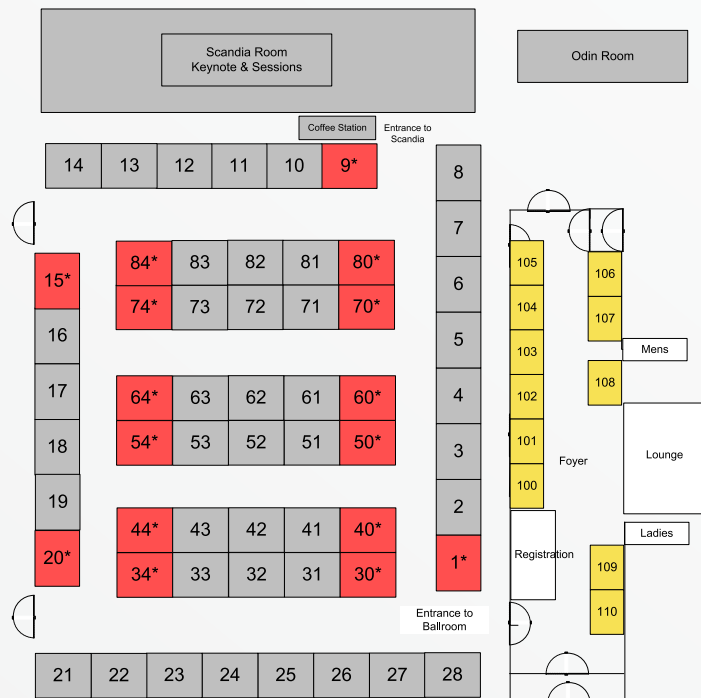 Scandia Room
Keynote & Sessions
Odin Room
Coffee Station
Entrance to
Scandia
14 13 12 11 10 9*
8
7
6
5
4
3
2
1*
105
104
103
102
101
100
106
107
108
Mens
Lounge
Foyer
Ladies
Registration
109
110
15*
16
17
18
19
20*
84* 83 82 81 80*
74* 73 72 71 70*
64* 63 62 61 60*
54* 53 52 51 50*
44* 43 42 41 40*
34* 33 32 31 30*
Entrance to
Ballroom
21 22 23 24 25 26 27 28